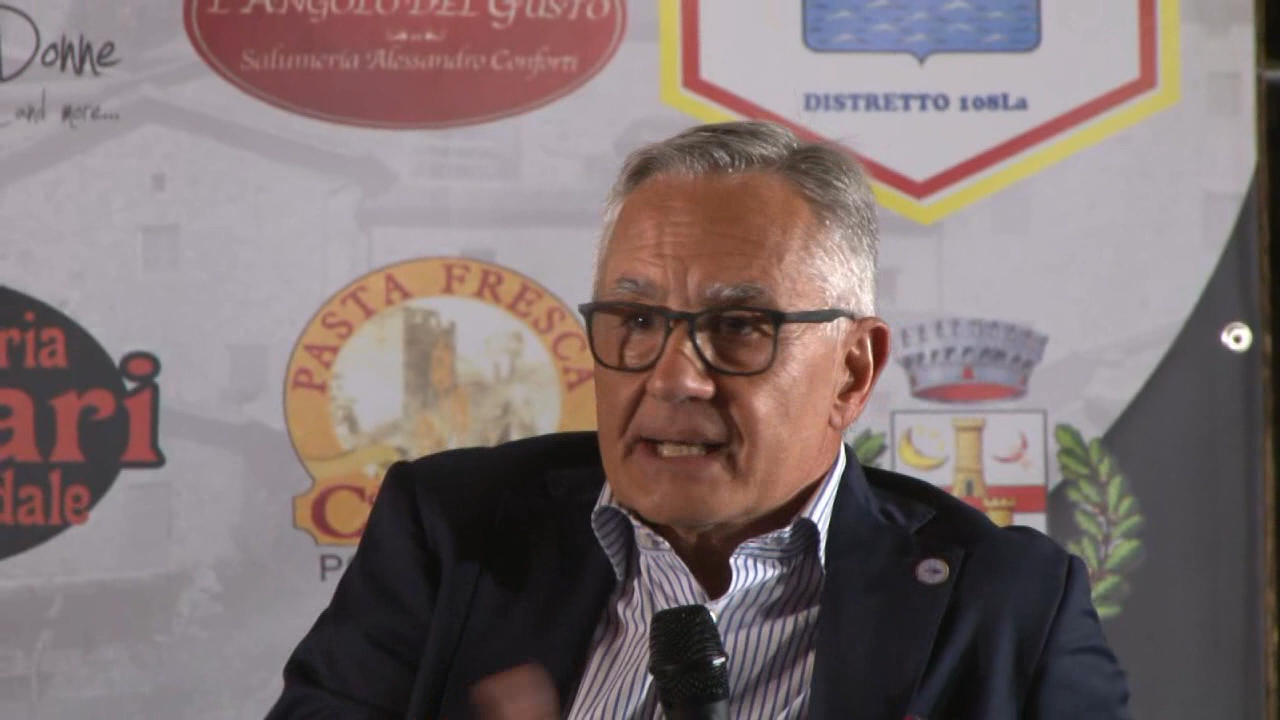 Donne
and more...
L'ANGOLO DEL GUSTO
Salumeria Alessandro Conforti
DISTRETTO 108La
PASTA FRESCA
ria
ari
dale